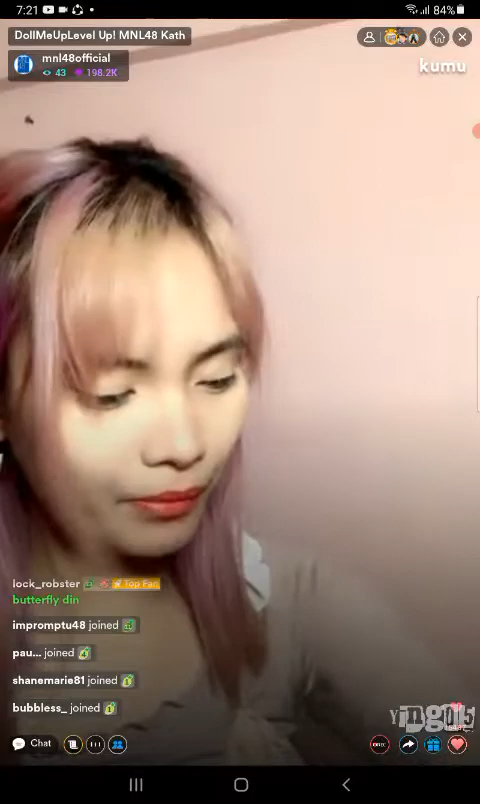 7:21
84%
DollMeUpLevel Up! MNL48 Kath
mnl48official
43 198.2K
kumu
lock_robster Top Fan
butterfly din
impromptu48 joined
pau... joined
shanemarie81 joined
bubbless_ joined
Chat